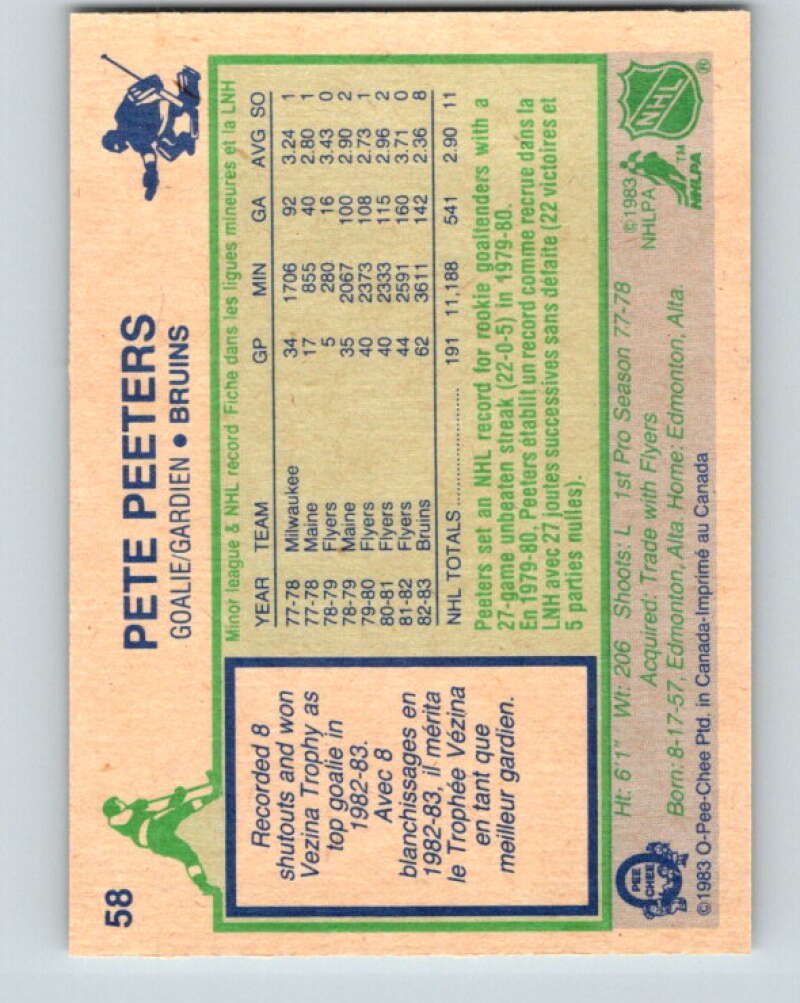 58
PETE PEETERS
GOALIE/GARDIEN • BRUINS
Recorded 8
shutouts and won
Vezina Trophy as
top goalie in
1982-83.
Avec 8
blanchissages en
1982-83, il mérita
le Trophée Vézina
en tant que
meilleur gardien.
Minor league & NHL record Fiche dans les ligues mineures et la LNH
YEAR TEAM GP MIN GA AVG SO
77-78 Milwaukee 34 1706 92 3.24 1
77-78 Maine 17 855 40 2.80 1
78-79 Flyers 5 280 16 3.43 0
78-79 Maine 35 2067 100 2.90 2
79-80 Flyers 40 2373 108 2.73 1
80-81 Flyers 40 2333 115 2.96 2
81-82 Flyers 44 2591 160 3.71 0
82-83 Bruins 62 3611 142 2.36 8
NHL TOTALS .................... 191 11,188 541 2.90 11
Peeters set an NHL record for rookie goaltenders with a
27-game unbeaten streak (22-0-5) in 1979-80.
En 1979-80, Peeters établit un record comme recrue dans la
LNH avec 27 joutes successives sans défaite (22 victoires et
5 parties nulles).
Ht: 6'1" Wt: 206 Shoots: L 1st Pro Season 77-78
Acquired: Trade with Flyers
Born: 8-17-57, Edmonton, Alta. Home: Edmonton, Alta.
©1983 O-Pee-Chee Ptd. in Canada-Imprimé au Canada
O
PEE
CHEE
©1983
NHLPA
NHLPA
TM
NHL
®